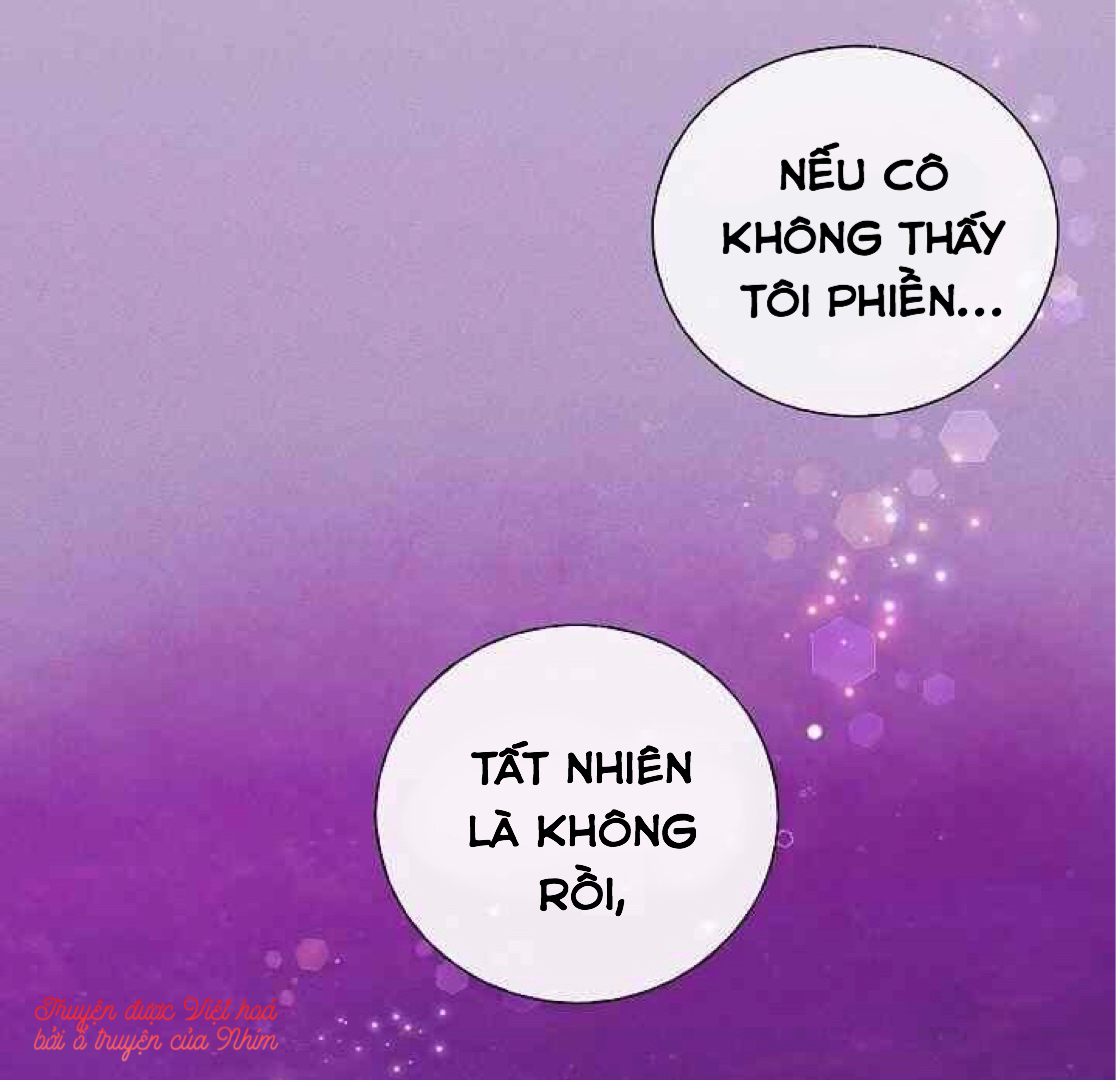 NẾU CÔ
KHÔNG THẤY
TÔI PHIỀN...
TẤT NHIÊN
LÀ KHÔNG
RỒI,
Truyện được Việt hoá
bởi ổ truyện của Nhím